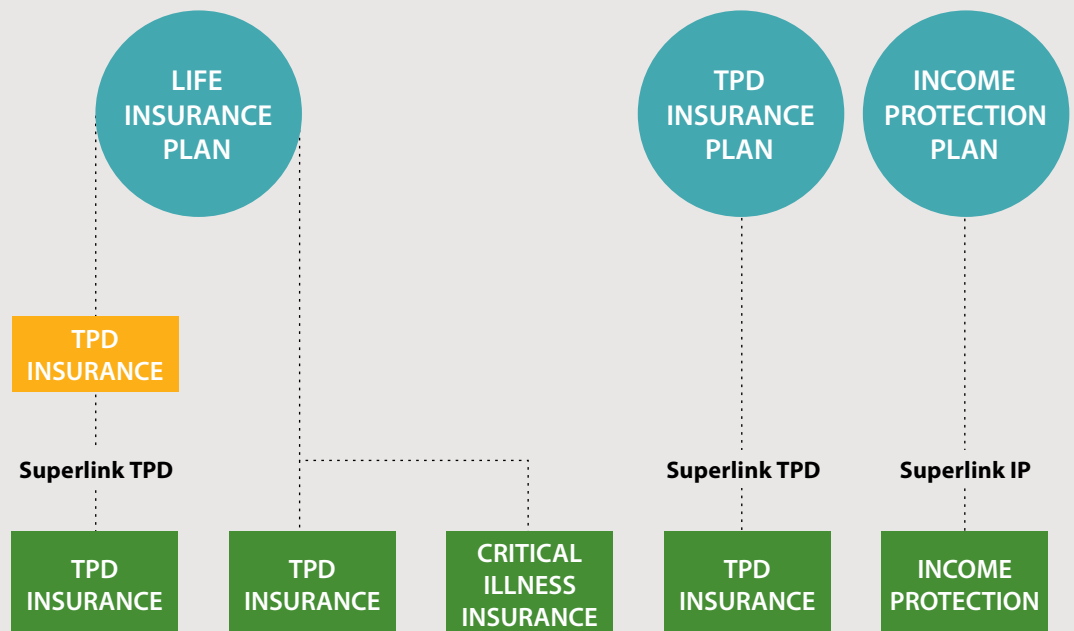 LIFE
INSURANCE
PLAN
TPD
INSURANCE
PLAN
INCOME
PROTECTION
PLAN
TPD
INSURANCE
Superlink TPD
Superlink TPD
Superlink IP
TPD
INSURANCE
TPD
INSURANCE
CRITICAL
ILLNESS
INSURANCE
TPD
INSURANCE
INCOME
PROTECTION